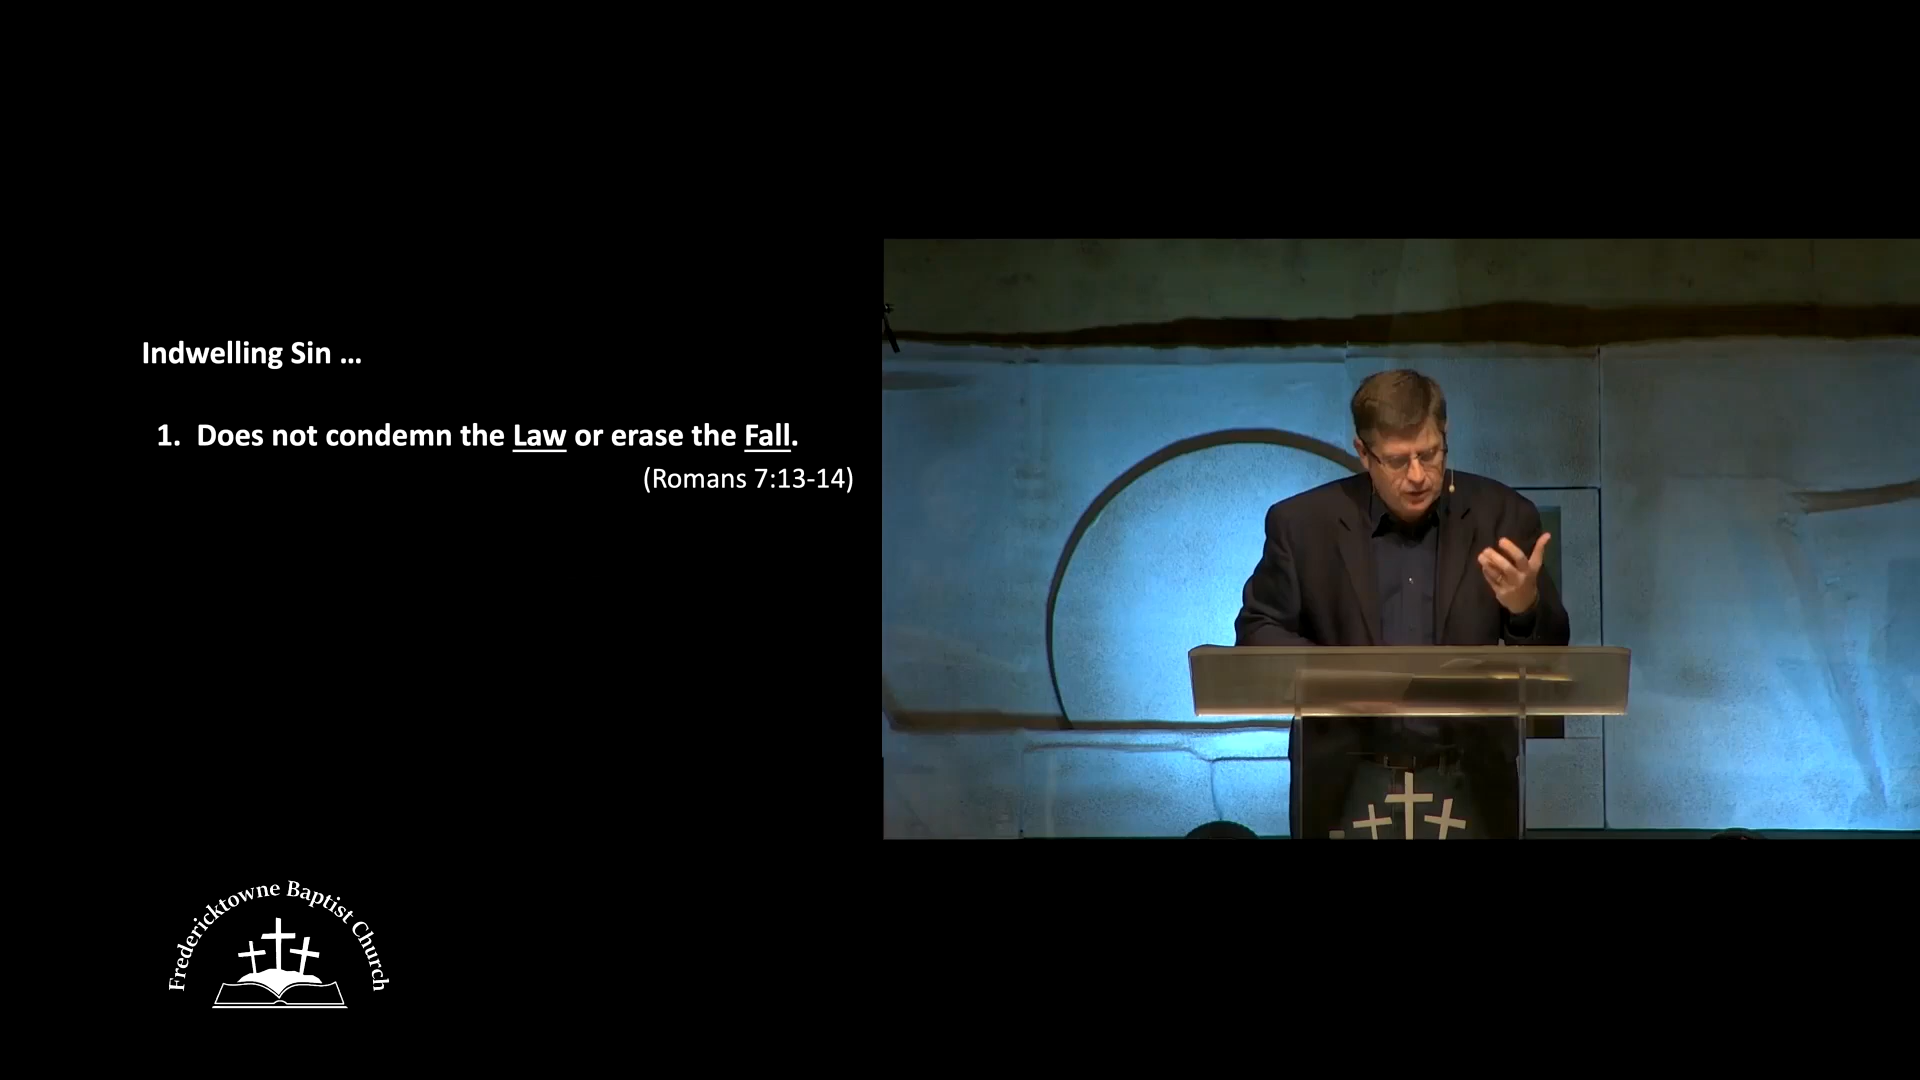 Indwelling Sin ...
1. Does not condemn the Law or erase the Fall.
(Romans 7:13-14)
Fredericktowne Baptist Church